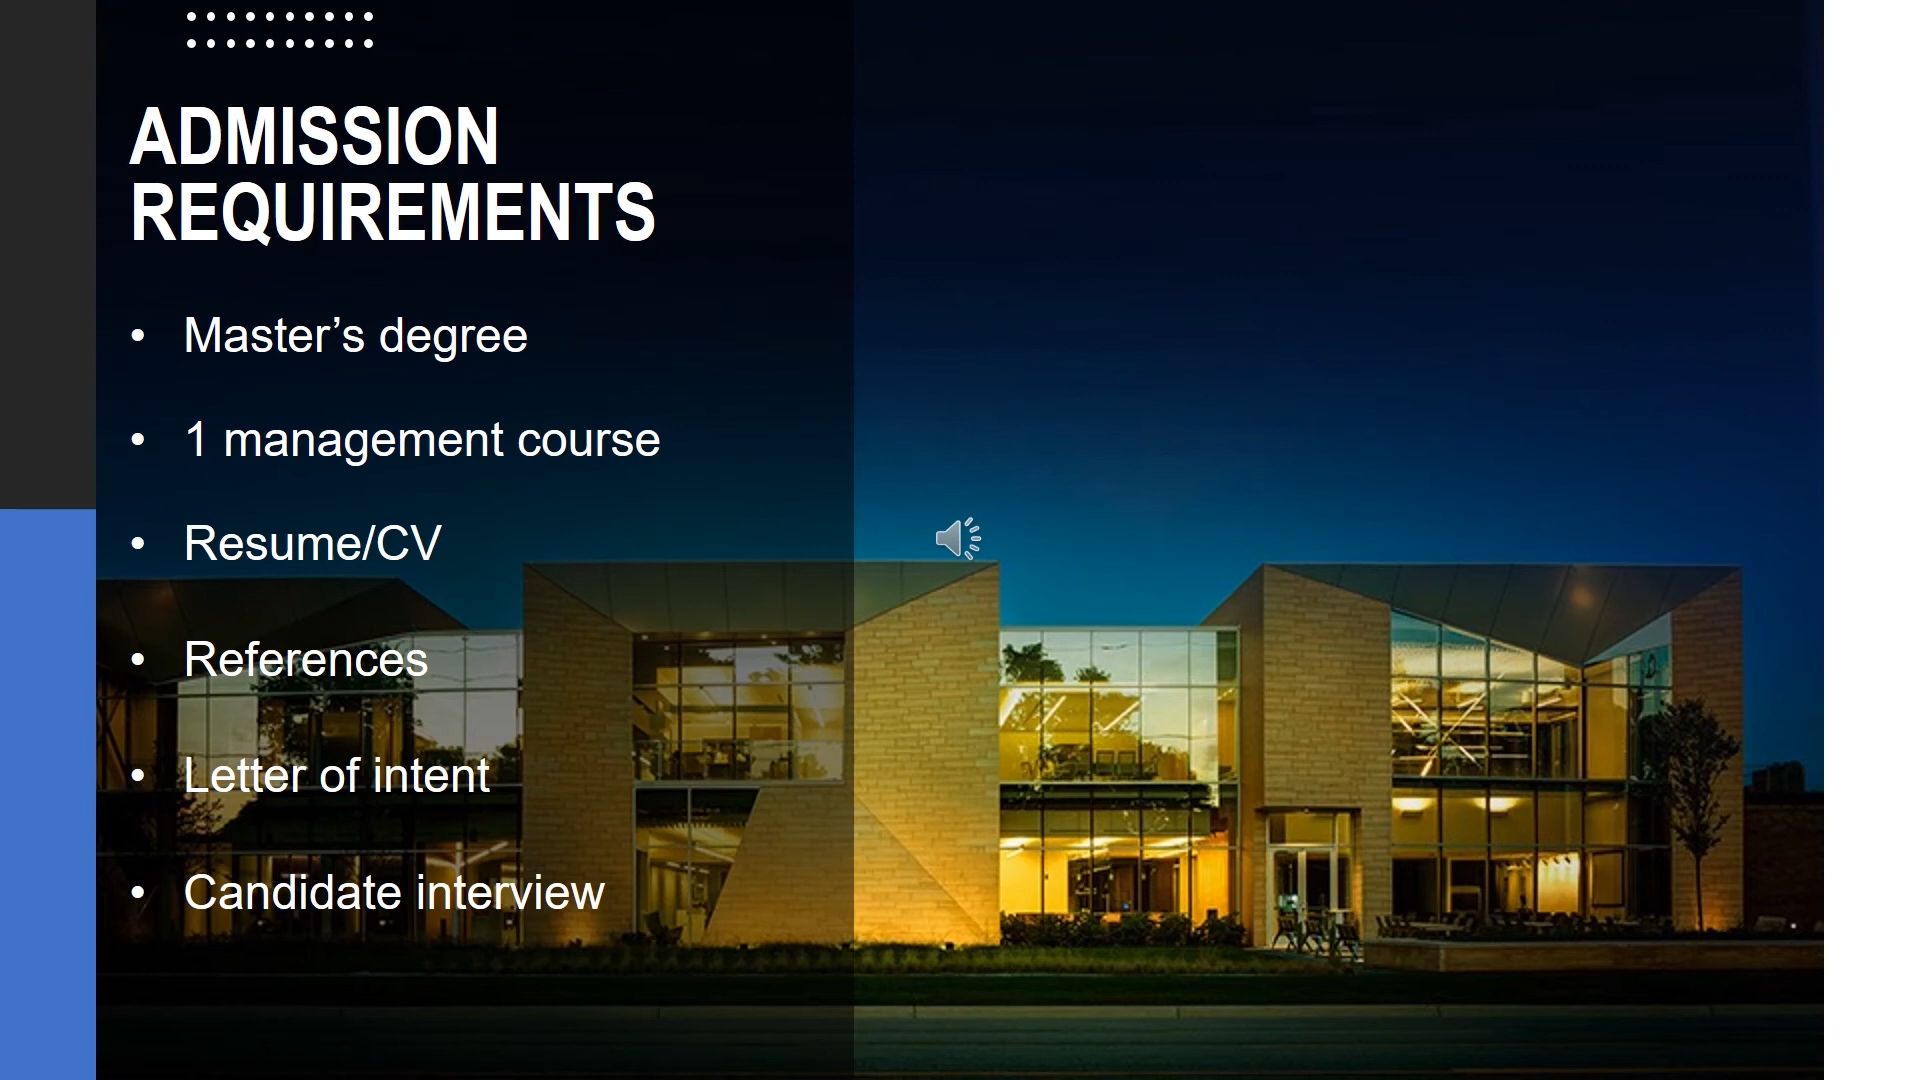 ADMISSION
REQUIREMENTS
• Master’s degree
• 1 management course
• Resume/CV
• References
• Letter of intent
• Candidate interview